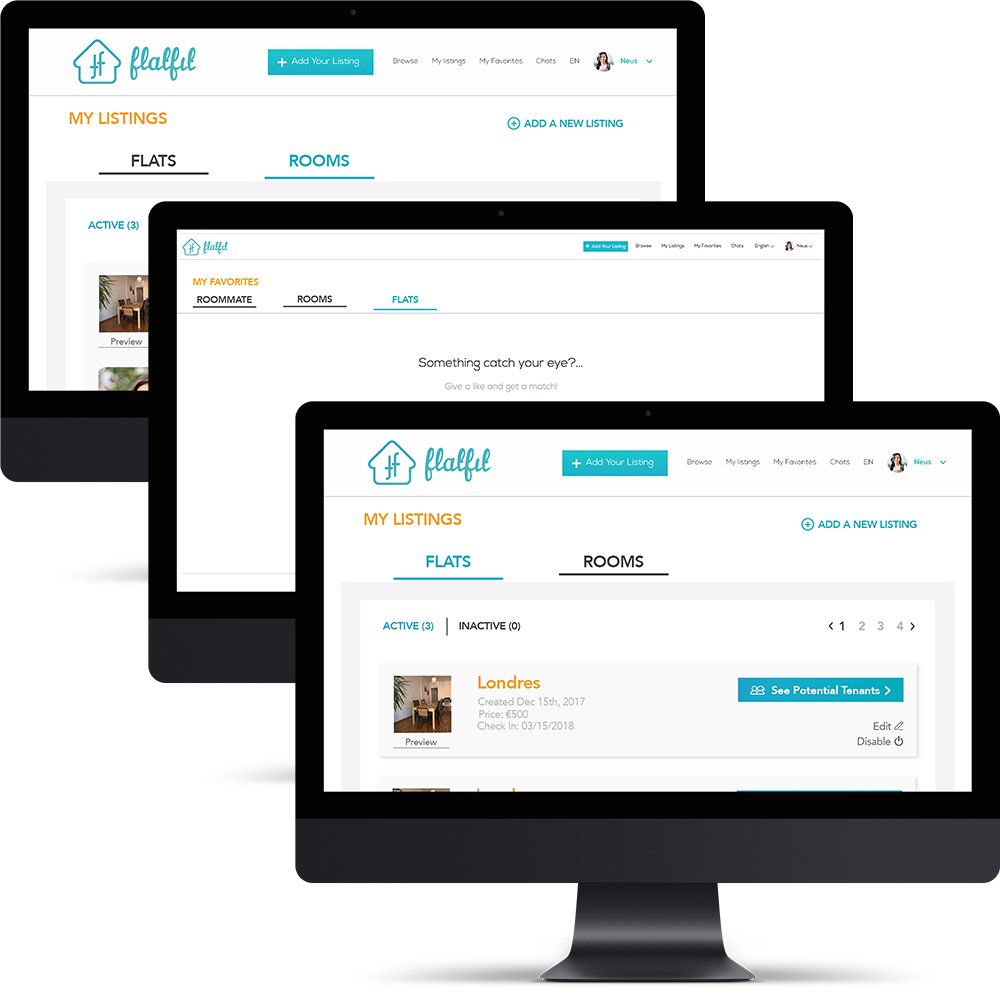 flatfit
+ Add Your Listing
Browse
My listings
My Favorites
Chats
EN
Neus
MY LISTINGS
ADD A NEW LISTING
FLATS
ROOMS
ACTIVE (3)
Preview
flatfit
+ Add Your Listing
Browse
My Listings
My Favorites
Chats
English
Neus
MY FAVORITES
ROOMMATE
ROOMS
FLATS
Something catch your eye?...
Give a like and get a match!
flatfit
+ Add Your Listing
Browse
My listings
My Favorites
Chats
EN
Neus
MY LISTINGS
ADD A NEW LISTING
FLATS
ROOMS
ACTIVE (3) | INACTIVE (0)
< 1 2 3 4 >
Londres
See Potential Tenants >
Created Dec 15th, 2017
Price: €500
Check In: 03/15/2018
Edit
Preview
Disable